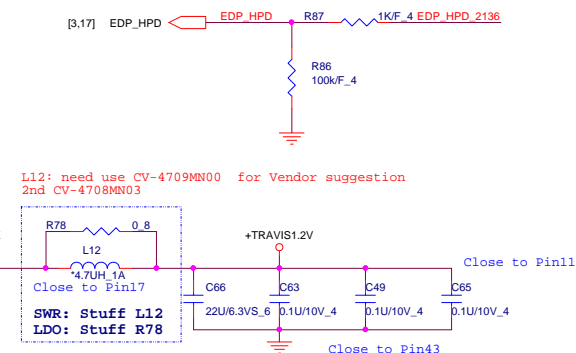 [3,17] EDP_HPD EDP_HPD R87 1K/F_4 EDP_HPD_2136
R86
100k/F_4
L12: need use CV-4709MN00 for Vendor suggestion
2nd CV-4708MN03
R78 0_8
L12
*4.7UH_1A
Close to Pin17
SWR: Stuff L12
LDO: Stuff R78
+TRAVIS1.2V
Close to Pin11
C66 C63 C49 C65
22U/6.3VS_6 0.1U/10V_4 0.1U/10V_4 0.1U/10V_4
Close to Pin43